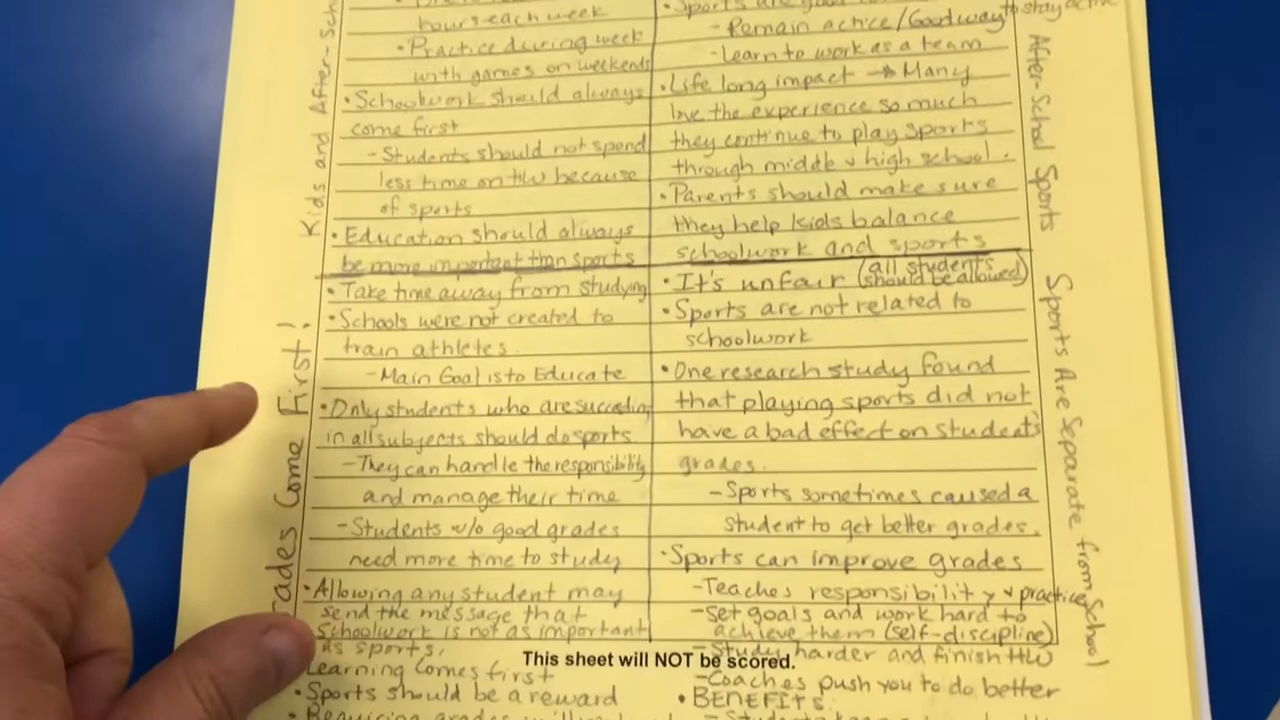 Kids and After-Sch
hours each week
• Practice during week
with games on weekends
• Schoolwork should always
come first
- Students should not spend
less time on HW because
of sports
• Education should always
be more important than sports
• Sports are good
- Remain actice/Good way to stay active
- Learn to work as a team
• Life long impact → Many
love the experience so much
they continue to play sports
through middle & high school.
• Parents should make sure
they help kids balance
schoolwork and sports
After-School Sports
rades Come First!
• Take time away from studying
• Schools were not created to
train athletes.
- Main Goal is to Educate
• Only students who are succeeding
in all subjects should do sports
- They can handle the responsibility
and manage their time
- Students w/o good grades
need more time to study
• Allowing any student may
send the message that
schoolwork is not as important
as sports.
Learning comes first
• Sports should be a reward
• Requiring grades
• It's unfair (all students
should be allowed)
• Sports are not related to
schoolwork
• One research study found
that playing sports did not
have a bad effect on student's
grades.
- Sports sometimes caused a
student to get better grades.
• Sports can improve grades
- Teaches responsibility & practice
- Set goals and work hard to
achieve them (self-discipline)
- Study harder and finish HW
- Coaches push you to do better
• BENEFITS:
Sports Are Separate from School
This sheet will NOT be scored.